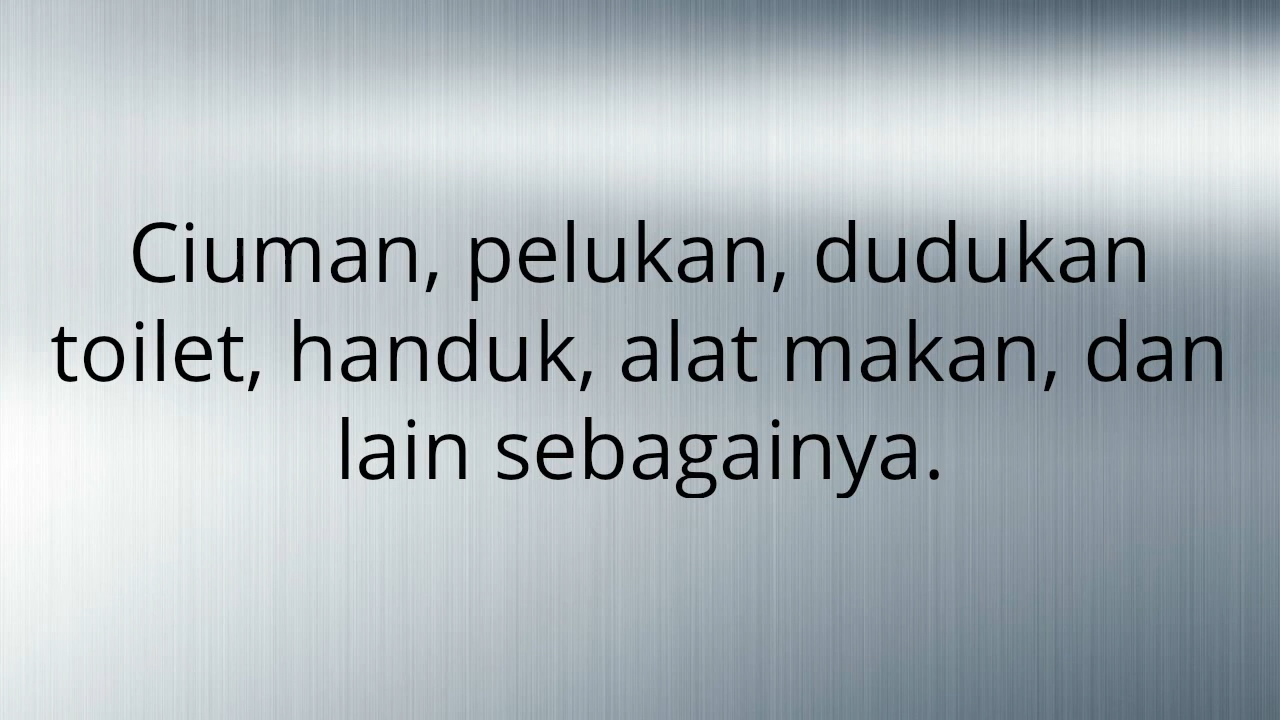 Ciuman, pelukan, dudukan
toilet, handuk, alat makan, dan
lain sebagainya.